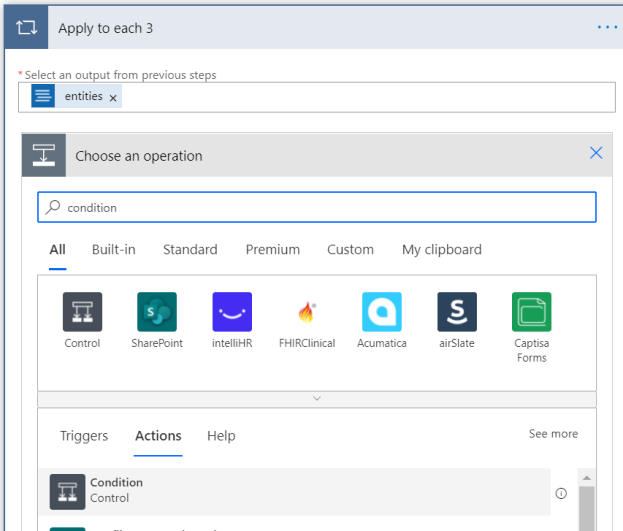 Apply to each 3
...
* Select an output from previous steps
entities x
Choose an operation
condition
All Built-in Standard Premium Custom My clipboard
Control SharePoint intelliHR FHIRClinical Acumatica airSlate Captisa Forms
Triggers Actions Help See more
Condition
Control